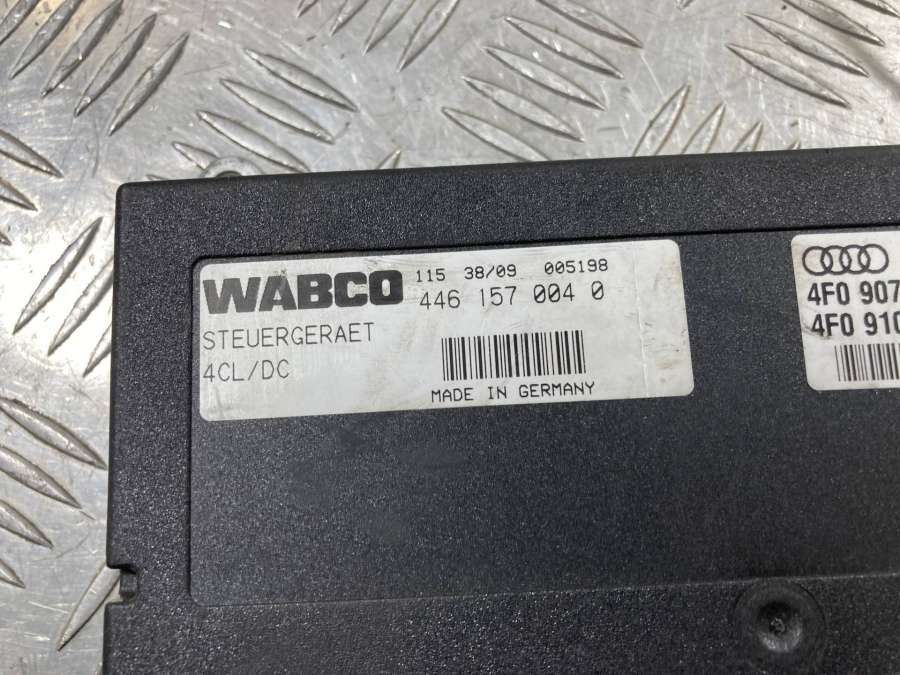 WABCO
115 38/09 005198
446 157 004 0
STEUERGERAET
4CL/DC
MADE IN GERMANY
4F0 907
4F0 910